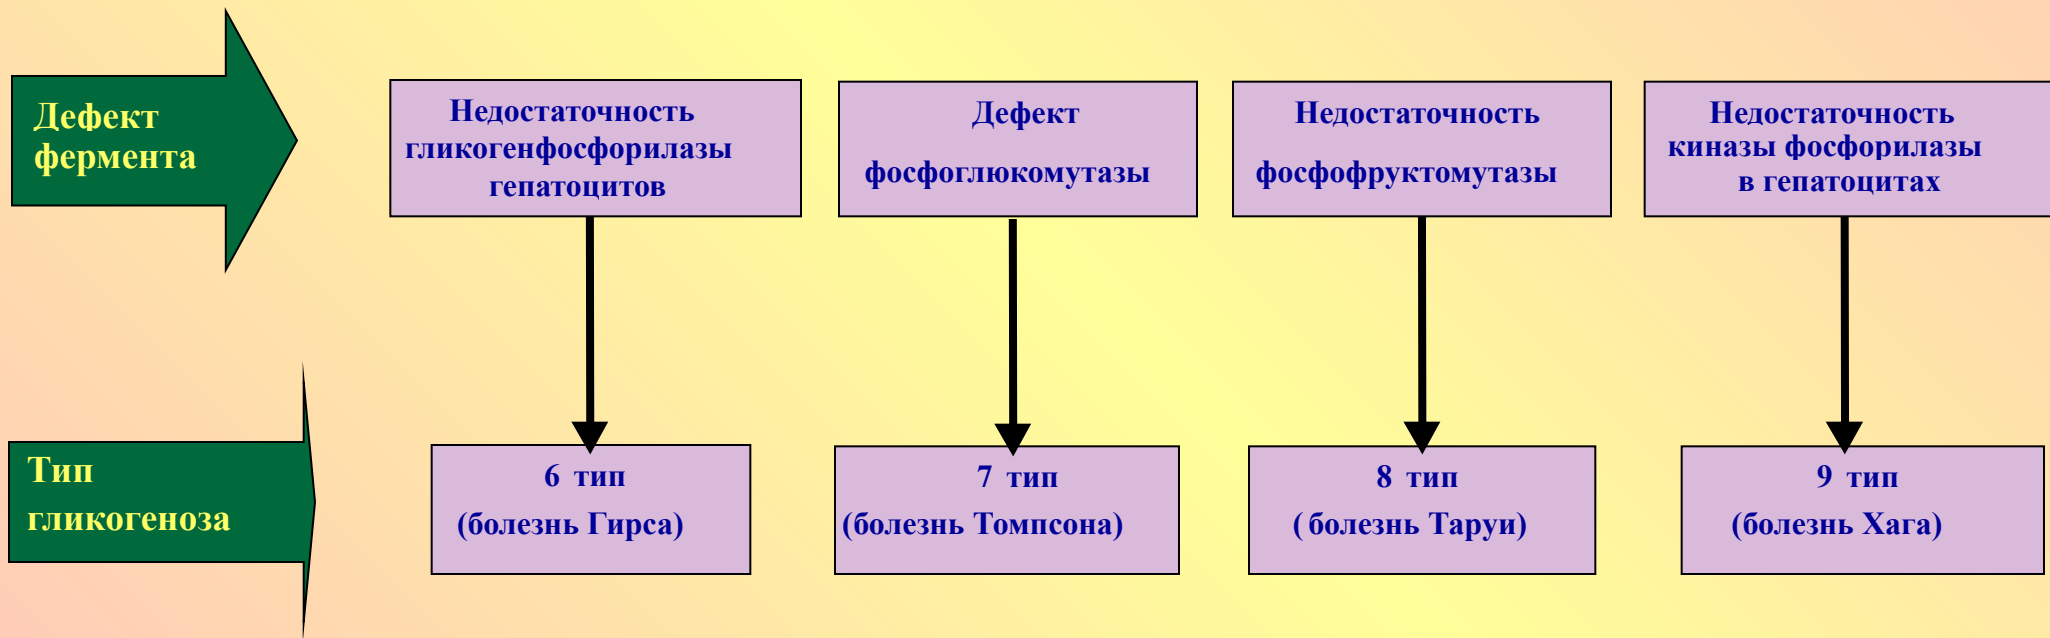 Дефект
фермента
Недостаточность
гликогенфосфорилазы
гепатоцитов
Дефект
фосфоглюкомутазы
Недостаточность
фосфофруктомутазы
Недостаточность
киназы фосфорилазы
в гепатоцитах
Тип
гликогеноза
6 тип
(болезнь Гирса)
7 тип
(болезнь Томпсона)
8 тип
( болезнь Таруи)
9 тип
(болезнь Хага)